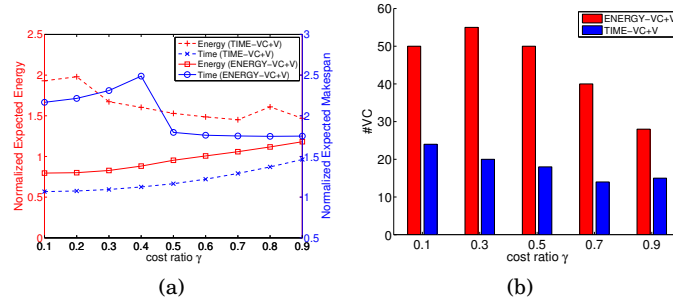 Energy (TIME−VC+V)
Time (TIME−VC+V)
Energy (ENERGY−VC+V)
Time (ENERGY−VC+V)
Normalized Expected Energy
2.5
2
1.5
1
0.5
0
Normalized Expected Makespan
3
2.5
2
1.5
1
0.5
0.1 0.2 0.3 0.4 0.5 0.6 0.7 0.8 0.9
cost ratio γ
(a)
ENERGY−VC+V
TIME−VC+V
#VC
60
50
40
30
20
10
0
0.1 0.3 0.5 0.7 0.9
cost ratio γ
(b)